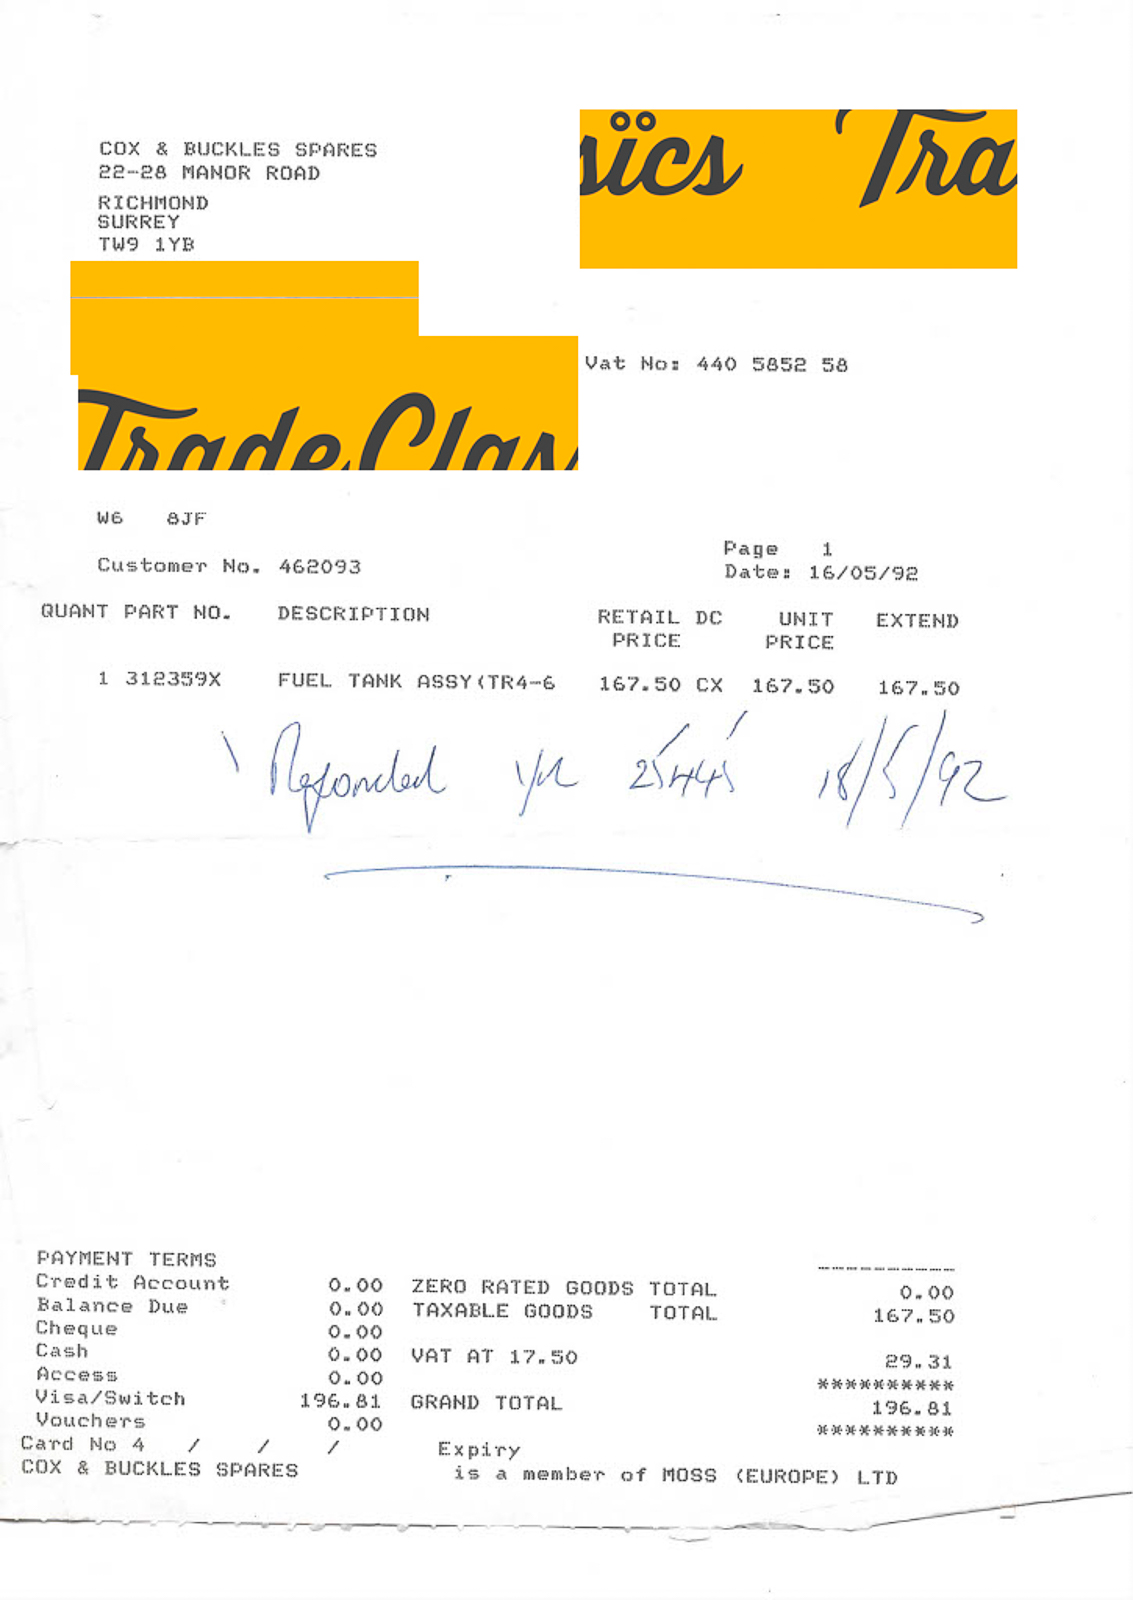 COX & BUCKLES SPARES
22-28 MANOR ROAD
RICHMOND
SURREY
TW9 1YB
sïcs Tra
Vat No: 440 5852 58
TradeClas
W6 8JF
Page 1
Customer No. 462093
Date: 16/05/92
QUANT PART NO. DESCRIPTION RETAIL DC UNIT EXTEND
PRICE PRICE
1 312359X FUEL TANK ASSY(TR4-6 167.50 CX 167.50 167.50
Refonded 18/5/92
PAYMENT TERMS
Credit Account 0.00 ZERO RATED GOODS TOTAL 0.00
Balance Due 0.00 TAXABLE GOODS TOTAL 167.50
Cheque 0.00
Cash 0.00 VAT AT 17.50 29.31
Access 0.00 **********
Visa/Switch 196.81 GRAND TOTAL 196.81
Vouchers 0.00 **********
Card No 4 / / / Expiry
COX & BUCKLES SPARES is a member of MOSS (EUROPE) LTD